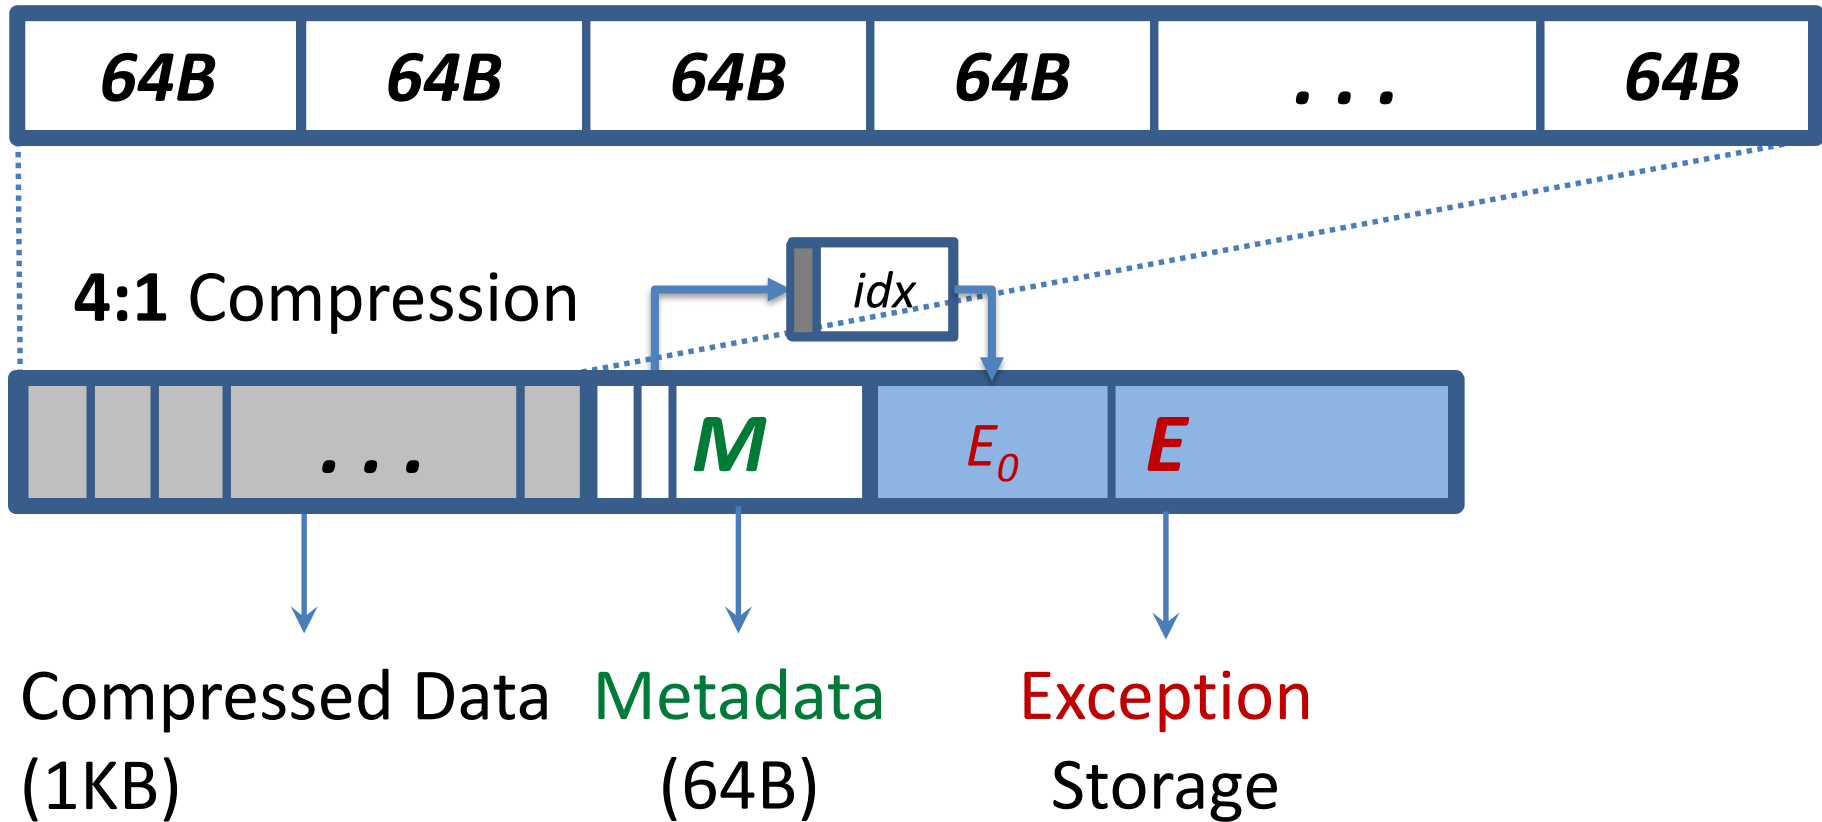 64B 64B 64B 64B . . . 64B
4:1 Compression
idx
. . . M E0 E
Compressed Data Metadata Exception
(1KB) (64B) Storage